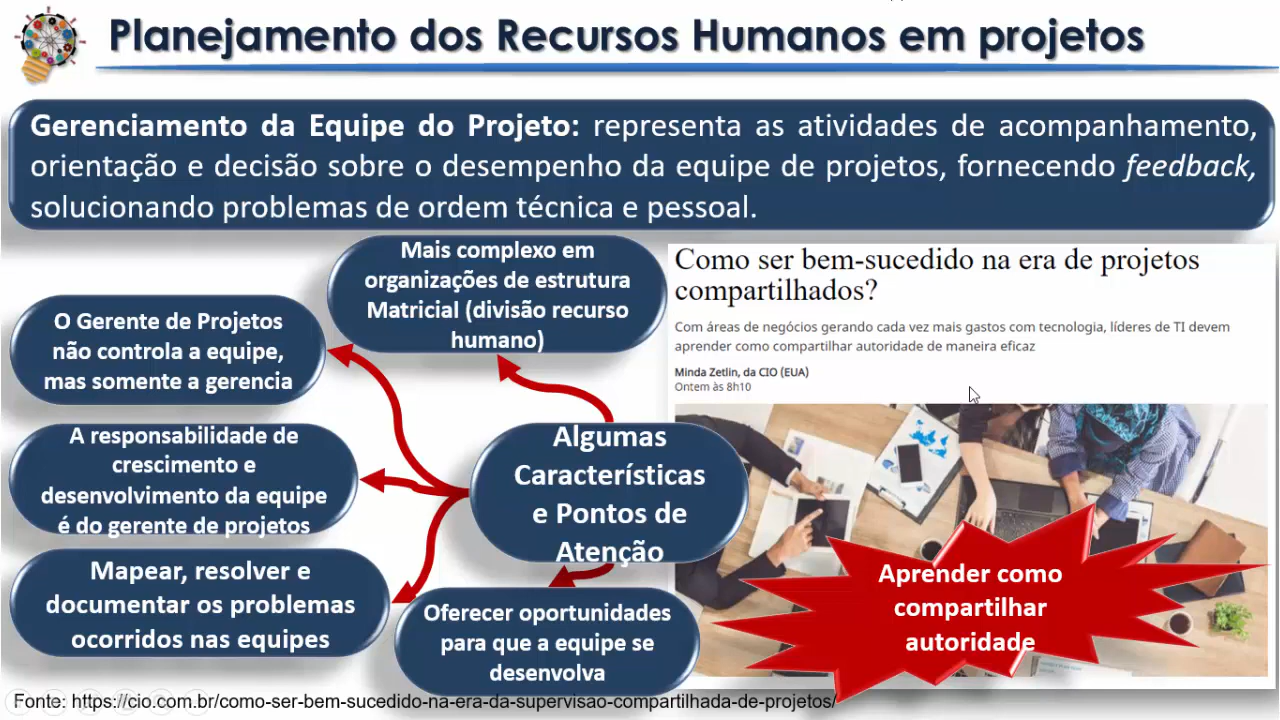 Planejamento dos Recursos Humanos em projetos
Gerenciamento da Equipe do Projeto: representa as atividades de acompanhamento,
orientação e decisão sobre o desempenho da equipe de projetos, fornecendo feedback,
solucionando problemas de ordem técnica e pessoal.
Mais complexo em
organizações de estrutura
Matricial (divisão recurso
humano)
O Gerente de Projetos
não controla a equipe,
mas somente a gerencia
A responsabilidade de
crescimento e
desenvolvimento da equipe
é do gerente de projetos
Mapear, resolver e
documentar os problemas
ocorridos nas equipes
Algumas
Características
e Pontos de
Atenção
Oferecer oportunidades
para que a equipe se
desenvolva
Como ser bem-sucedido na era de projetos
compartilhados?
Com áreas de negócios gerando cada vez mais gastos com tecnologia, líderes de TI devem
aprender como compartilhar autoridade de maneira eficaz
Minda Zetlin, da CIO (EUA)
Ontem às 8h10
Aprender como
compartilhar
autoridade
Fonte: https://cio.com.br/como-ser-bem-sucedido-na-era-da-supervisao-compartilhada-de-projetos/